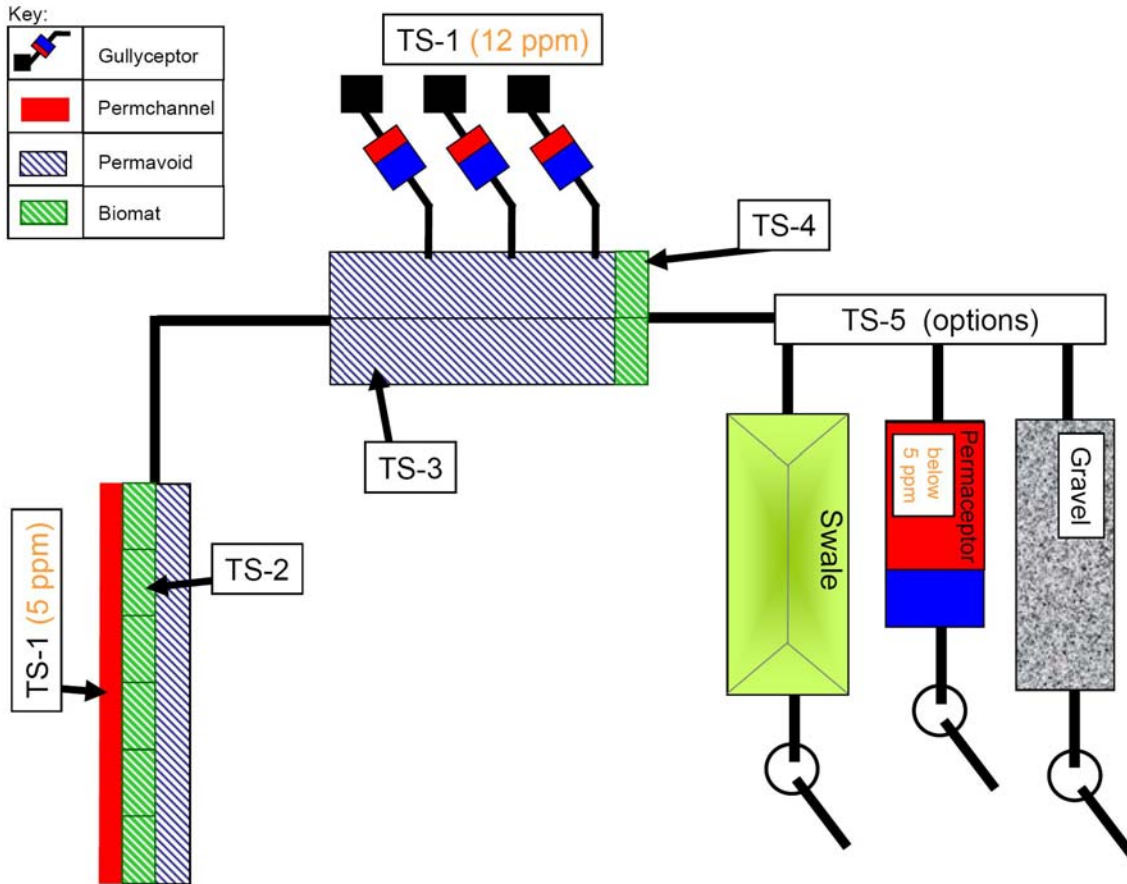 Key:
Gullyceptor
Permchannel
Permavoid
Biomat
TS-1 (12 ppm)
TS-4
TS-5 (options)
TS-3
TS-2
TS-1 (5 ppm)
Swale
Permaceptor
below
5 ppm
Gravel